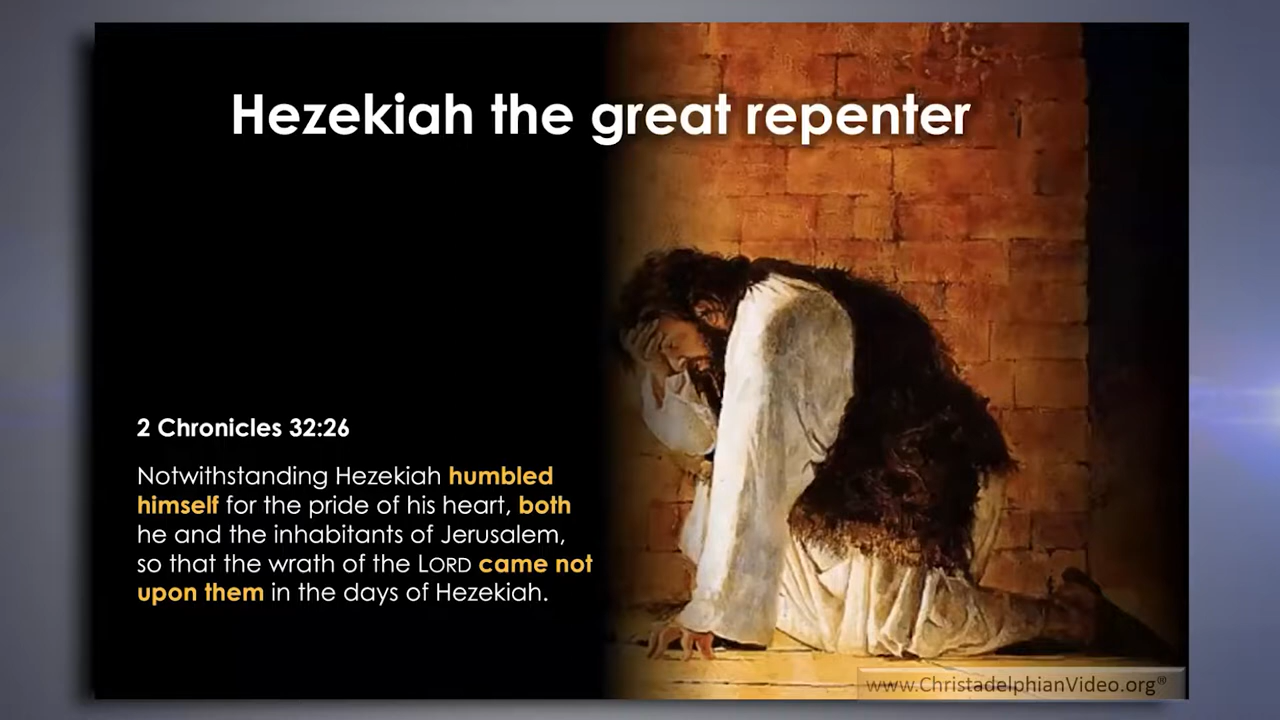 Hezekiah the great repenter
2 Chronicles 32:26
Notwithstanding Hezekiah humbled
himself for the pride of his heart, both
he and the inhabitants of Jerusalem,
so that the wrath of the LORD came not
upon them in the days of Hezekiah.
www.ChristadelphianVideo.org®